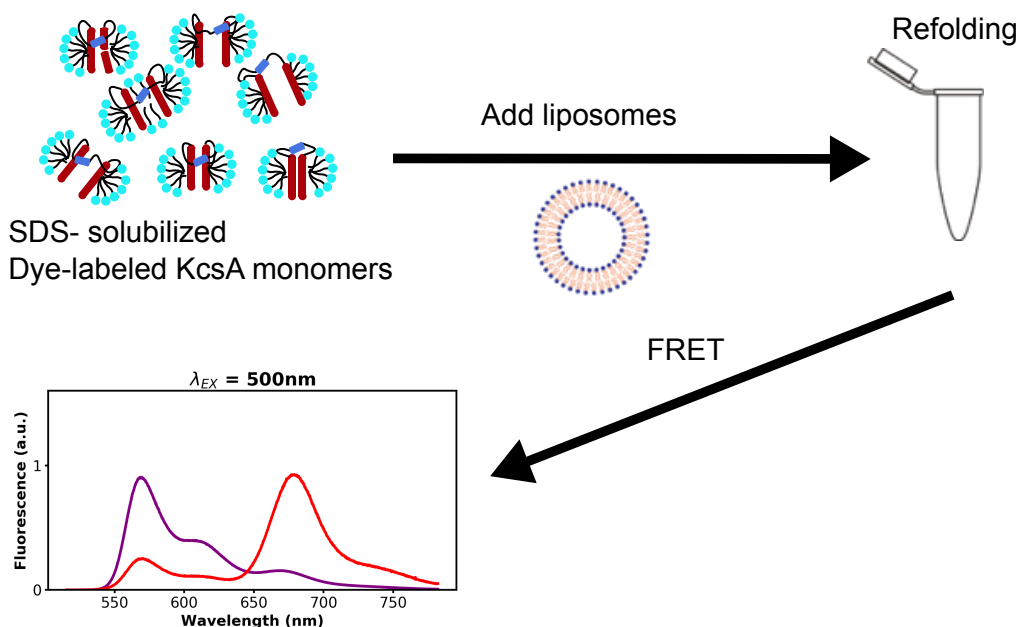 Refolding
Add liposomes
SDS- solubilized
Dye-labeled KcsA monomers
FRET
λEX = 500nm
Fluorescence (a.u.)
1
0
550 600 650 700 750
Wavelength (nm)